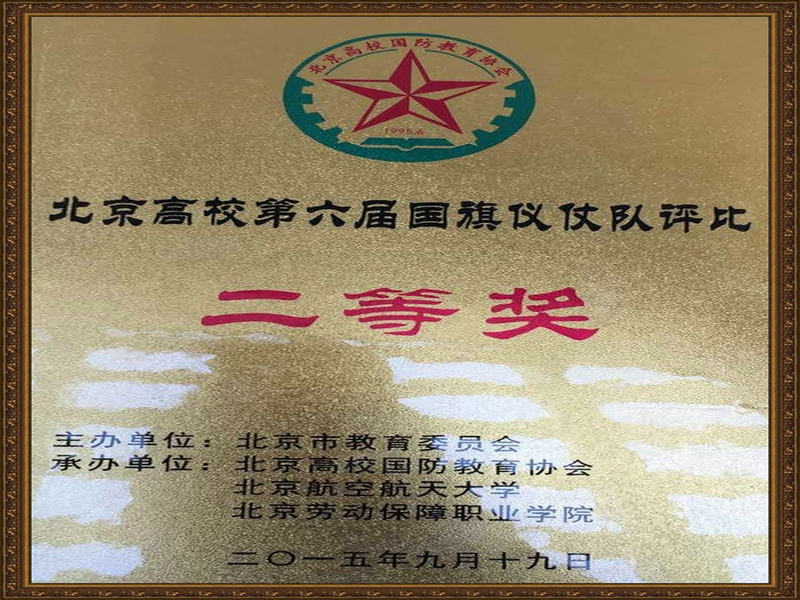 北京高校国防教育协会
1995.6
北京高校第六届国旗仪仗队评比
二等奖
主办单位：北京市教育委员会
承办单位：北京高校国防教育协会
北京航空航天大学
北京劳动保障职业学院
二〇一五年九月十九日